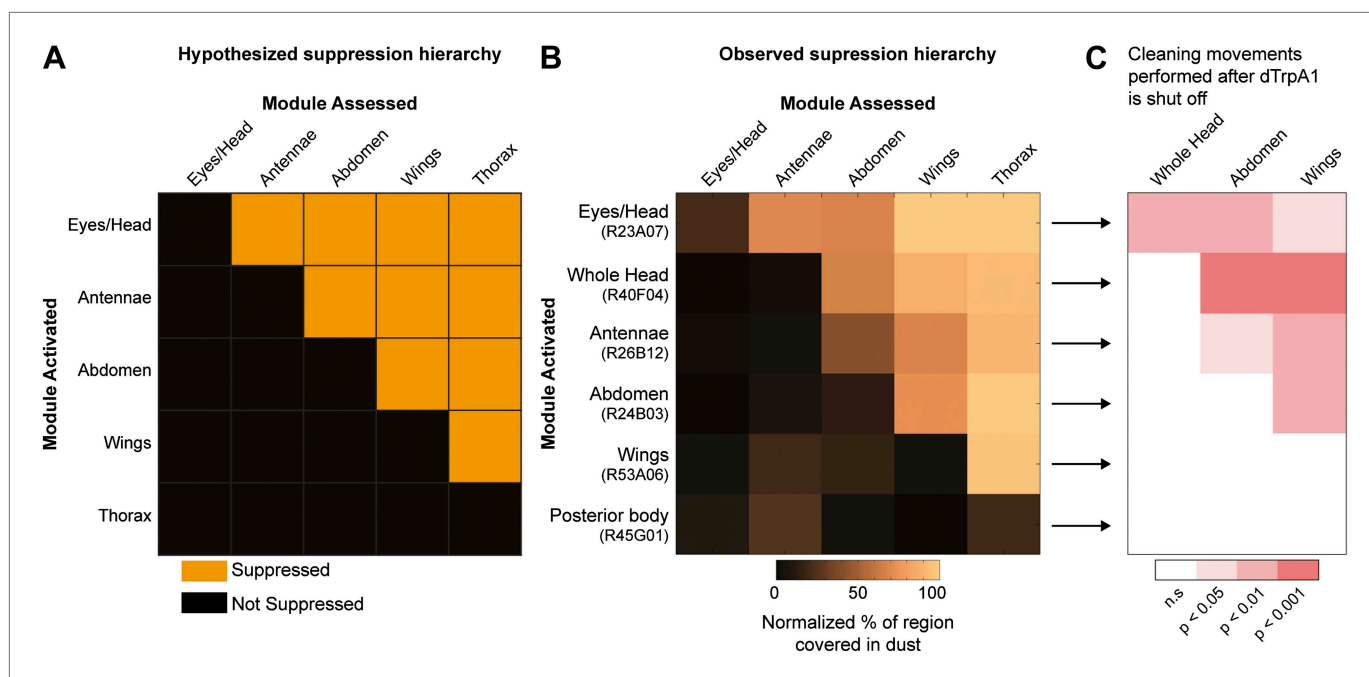 A
Hypothesized suppression hierarchy
Module Assessed
Eyes/Head
Antennae
Abdomen
Wings
Thorax
Module Activated
Eyes/Head
Antennae
Abdomen
Wings
Thorax
Suppressed
Not Suppressed
B
Observed supression hierarchy
Module Assessed
Eyes/Head
Antennae
Abdomen
Wings
Thorax
Module Activated
Eyes/Head
(R23A07)
Whole Head
(R40F04)
Antennae
(R26B12)
Abdomen
(R24B03)
Wings
(R53A06)
Posterior body
(R45G01)
0
50
100
Normalized % of region
covered in dust
C
Cleaning movements
performed after dTrpA1
is shut off
Whole Head
Abdomen
Wings
n.s
p < 0.05
p < 0.01
p < 0.001